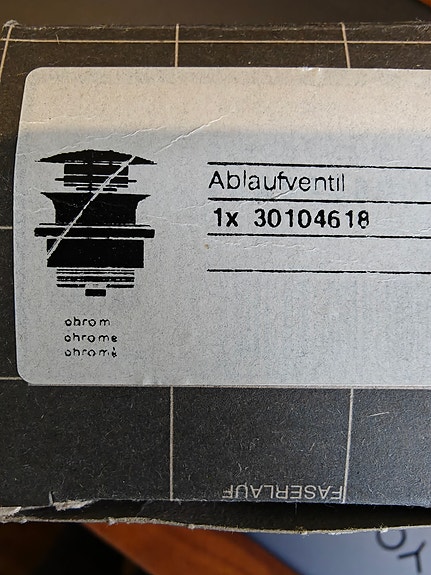 Ablaufventil
1x 30104618
chrom
chrome
chromé
FASERLAUF